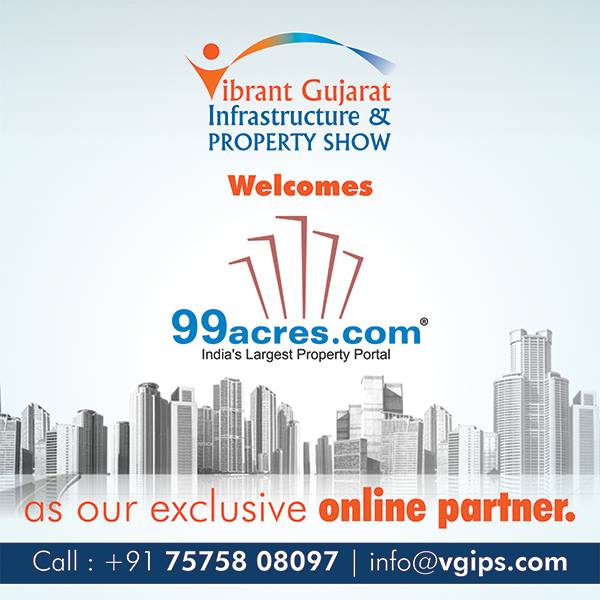 Vibrant Gujarat
Infrastructure &
PROPERTY SHOW
Welcomes
99acres.com®
India's Largest Property Portal
as our exclusive online partner.
Call : +91 75758 08097 | info@vgips.com